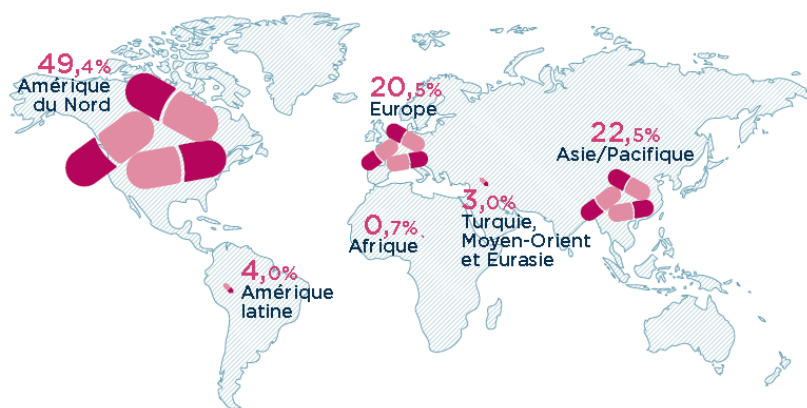 49,4%
Amérique
du Nord
20,5%
Europe
22,5%
Asie/Pacifique
3,0%
Turquie,
Moyen-Orient
et Eurasie
0,7%
Afrique
4,0%
Amérique
latine